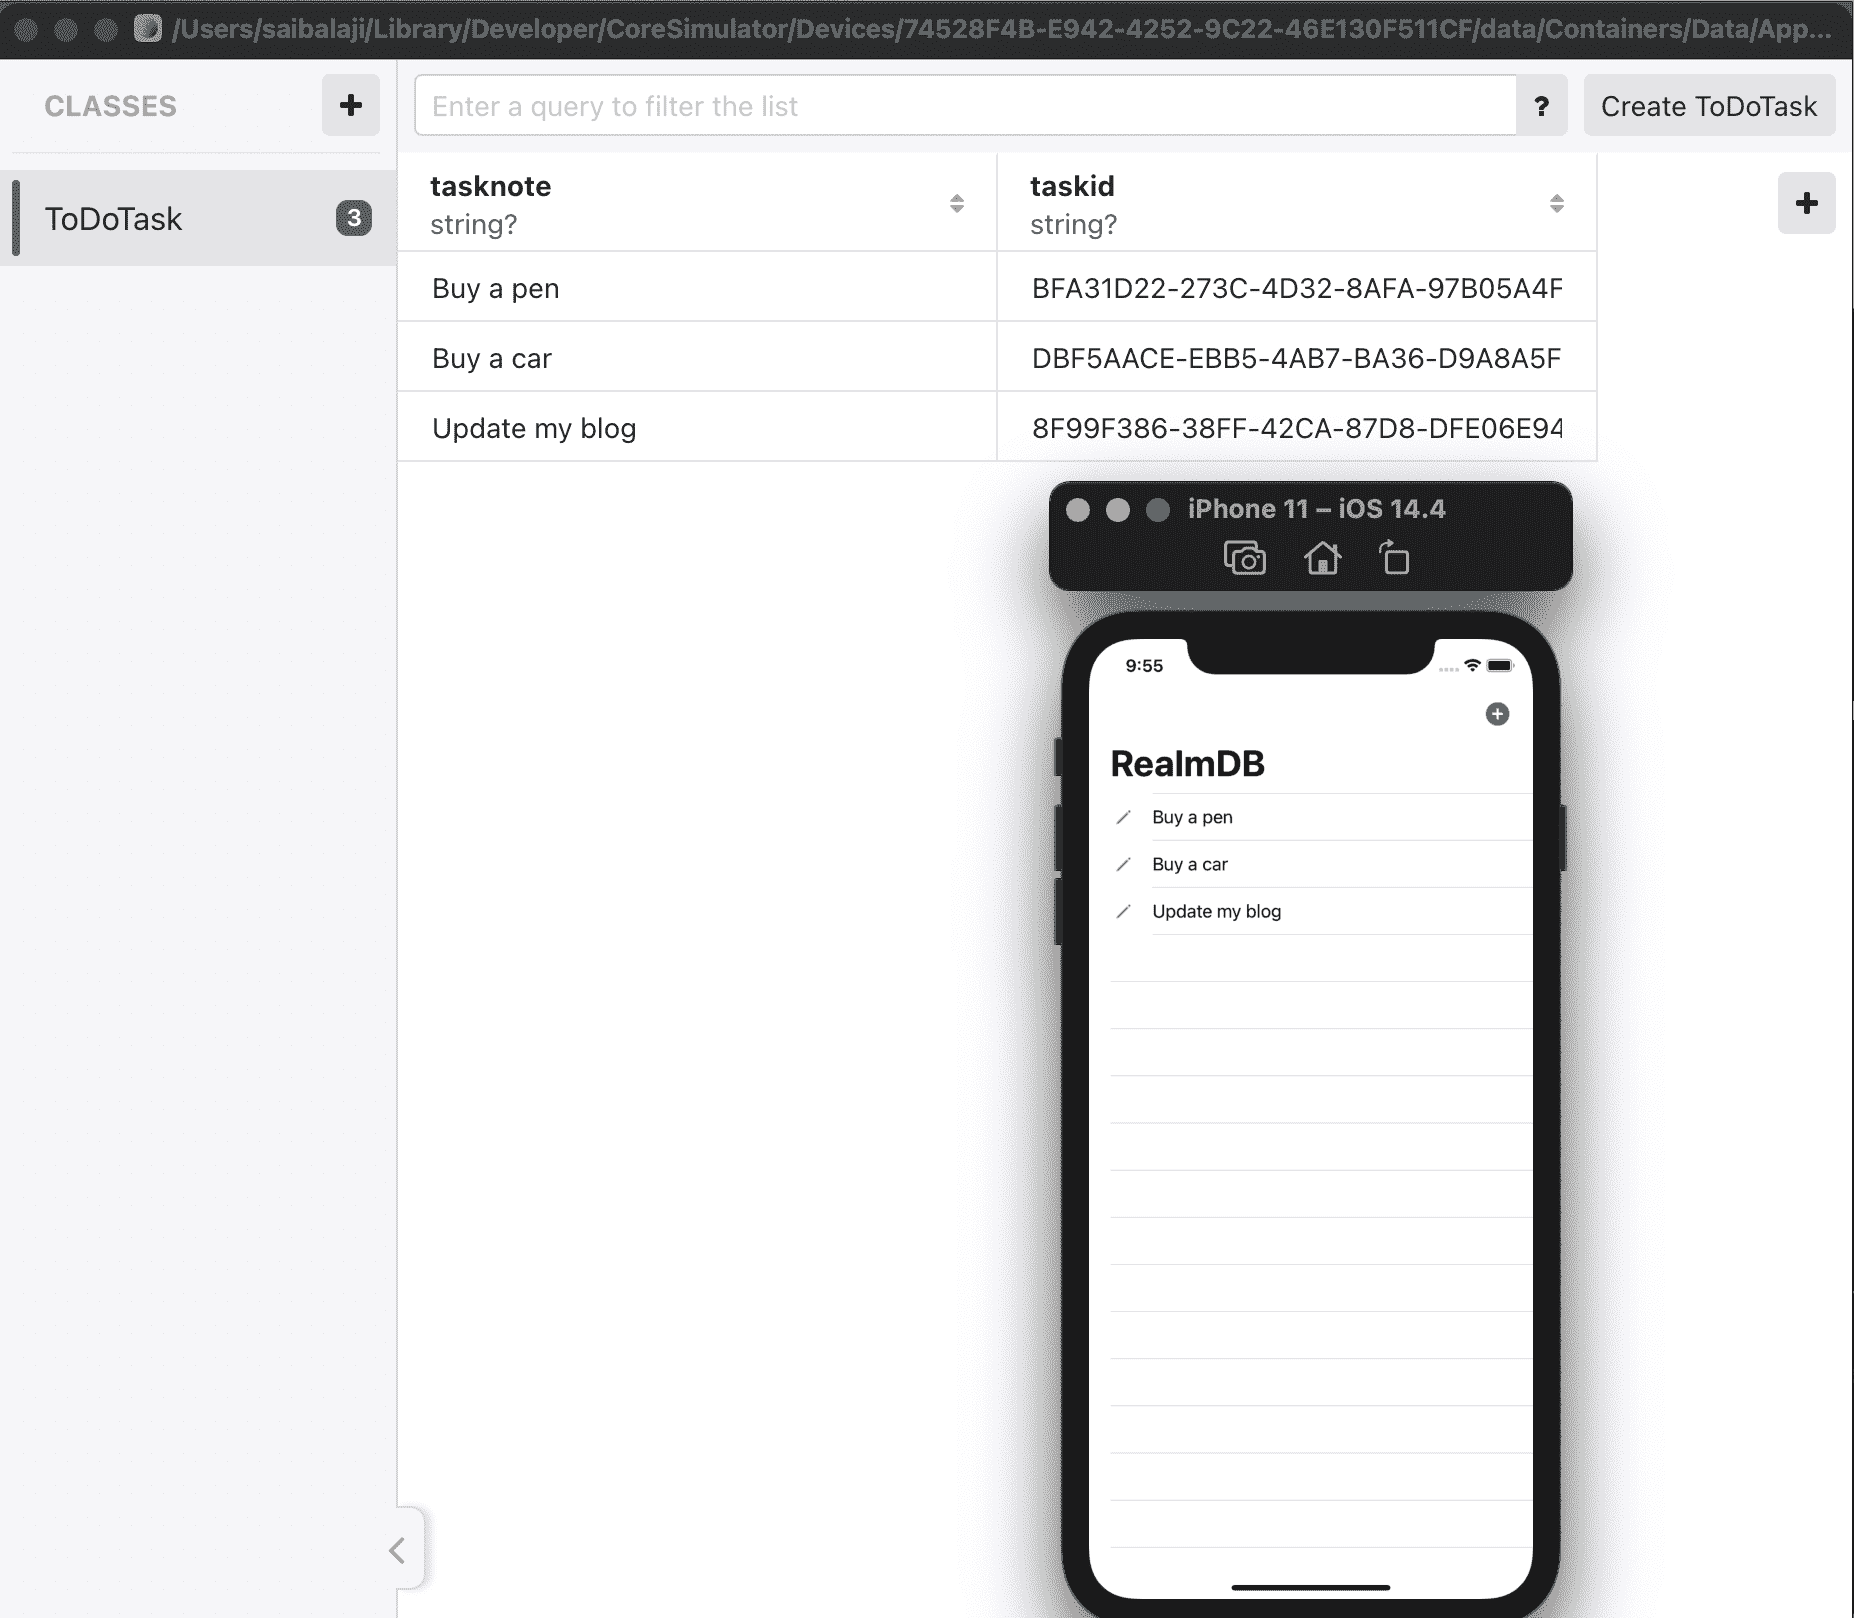 /Users/saibalaji/Library/Developer/CoreSimulator/Devices/74528F4B-E942-4252-9C22-46E130F511CF/data/Containers/Data/App...
CLASSES
+
Enter a query to filter the list
?
Create ToDoTask
ToDoTask
3
tasknote
string?
taskid
string?
+
Buy a pen
BFA31D22-273C-4D32-8AFA-97B05A4F
Buy a car
DBF5AACE-EBB5-4AB7-BA36-D9A8A5F
Update my blog
8F99F386-38FF-42CA-87D8-DFE06E94
iPhone 11 – iOS 14.4
9:55
RealmDB
Buy a pen
Buy a car
Update my blog